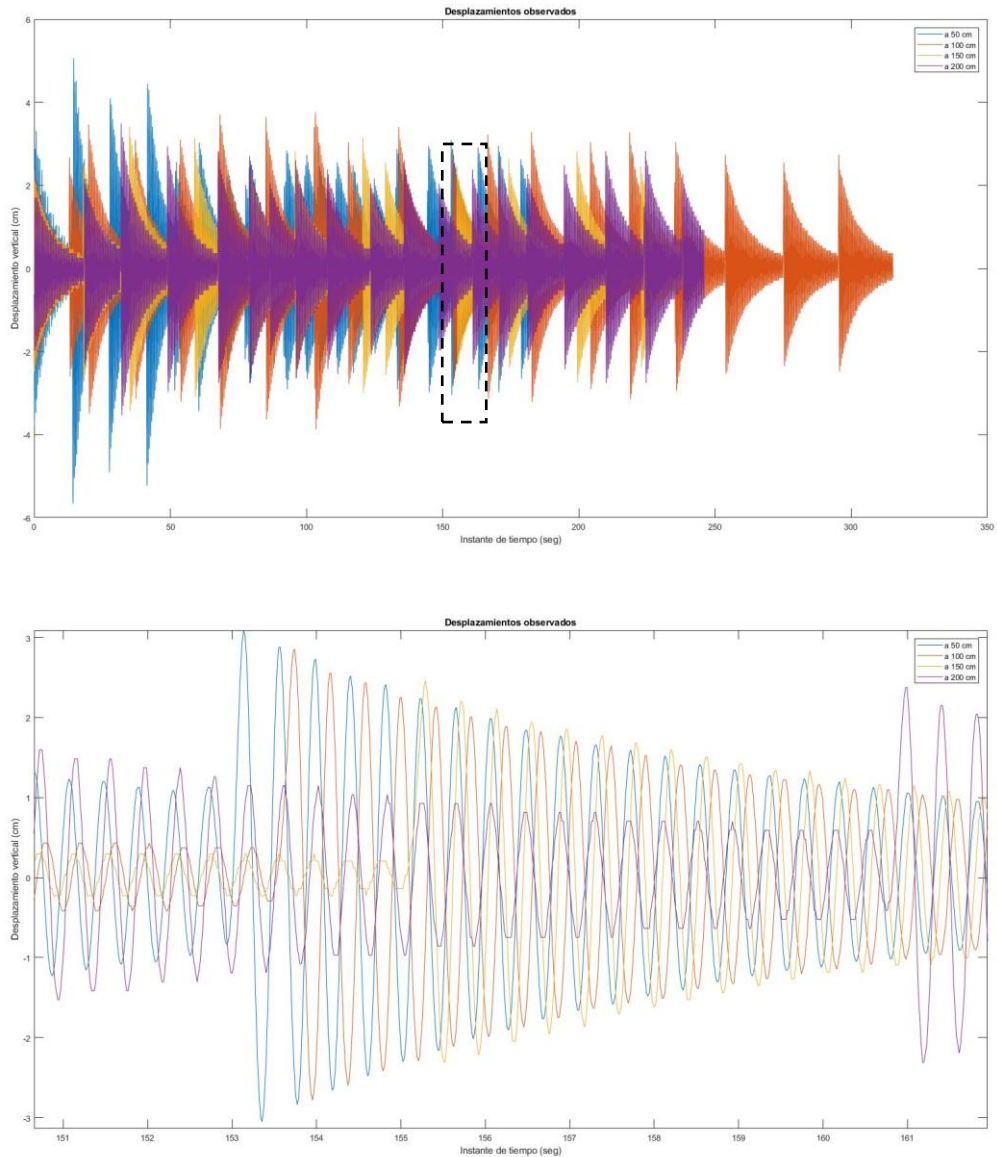 Desplazamientos observados
6
4
2
0
-2
-4
-6
Desplazamiento vertical (cm)
a 50 cm
a 100 cm
a 150 cm
a 200 cm
0 50 100 150 200 250 300 350
Instante de tiempo (seg)
Desplazamientos observados
3
2
1
0
-1
-2
-3
Desplazamiento vertical (cm)
a 50 cm
a 100 cm
a 150 cm
a 200 cm
151 152 153 154 155 156 157 158 159 160 161
Instante de tiempo (seg)